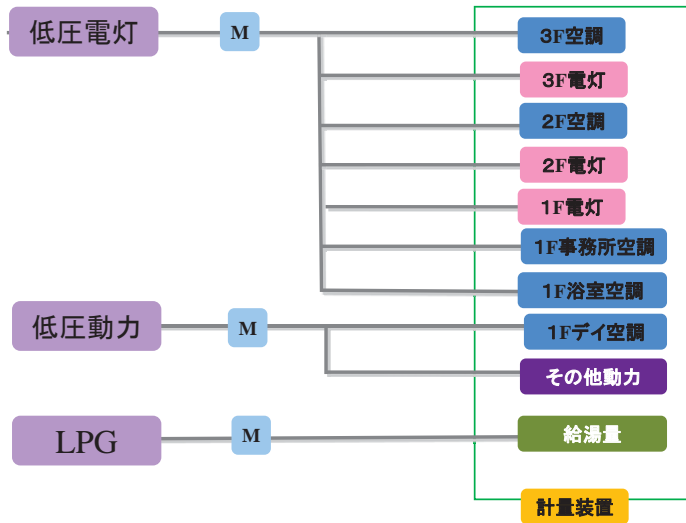 低圧電灯
M
3F空調
3F電灯
2F空調
2F電灯
1F電灯
1F事務所空調
1F浴室空調
低圧動力
M
1Fデイ空調
その他動力
LPG
M
給湯量
計量装置